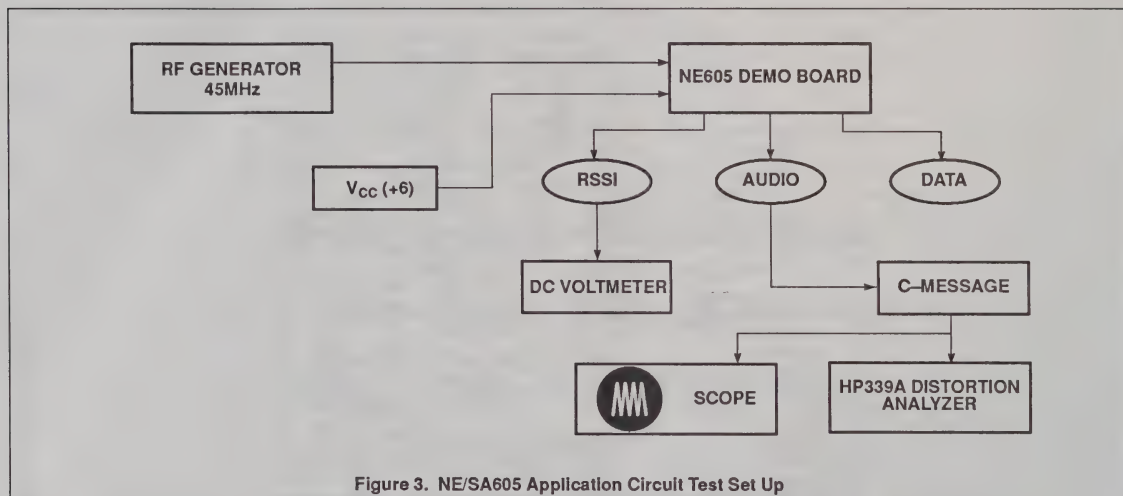 RF GENERATOR
45MHz
NE605 DEMO BOARD
VCC (+6)
RSSI
AUDIO
DATA
DC VOLTMETER
C–MESSAGE
SCOPE
HP339A DISTORTION
ANALYZER
Figure 3. NE/SA605 Application Circuit Test Set Up